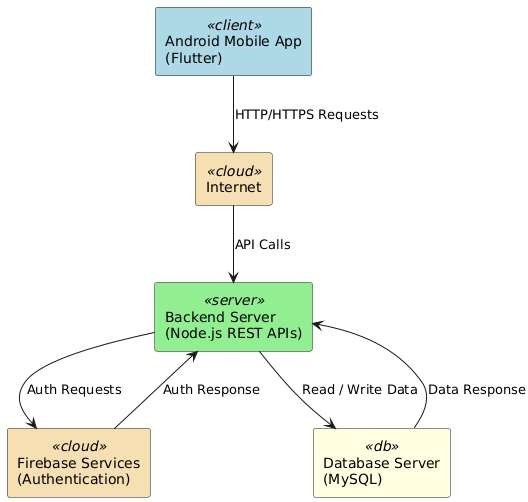 «client»
Android Mobile App
(Flutter)
HTTP/HTTPS Requests
«cloud»
Internet
API Calls
«server»
Backend Server
(Node.js REST APIs)
Auth Requests
Auth Response
Read / Write Data
Data Response
«cloud»
Firebase Services
(Authentication)
«db»
Database Server
(MySQL)